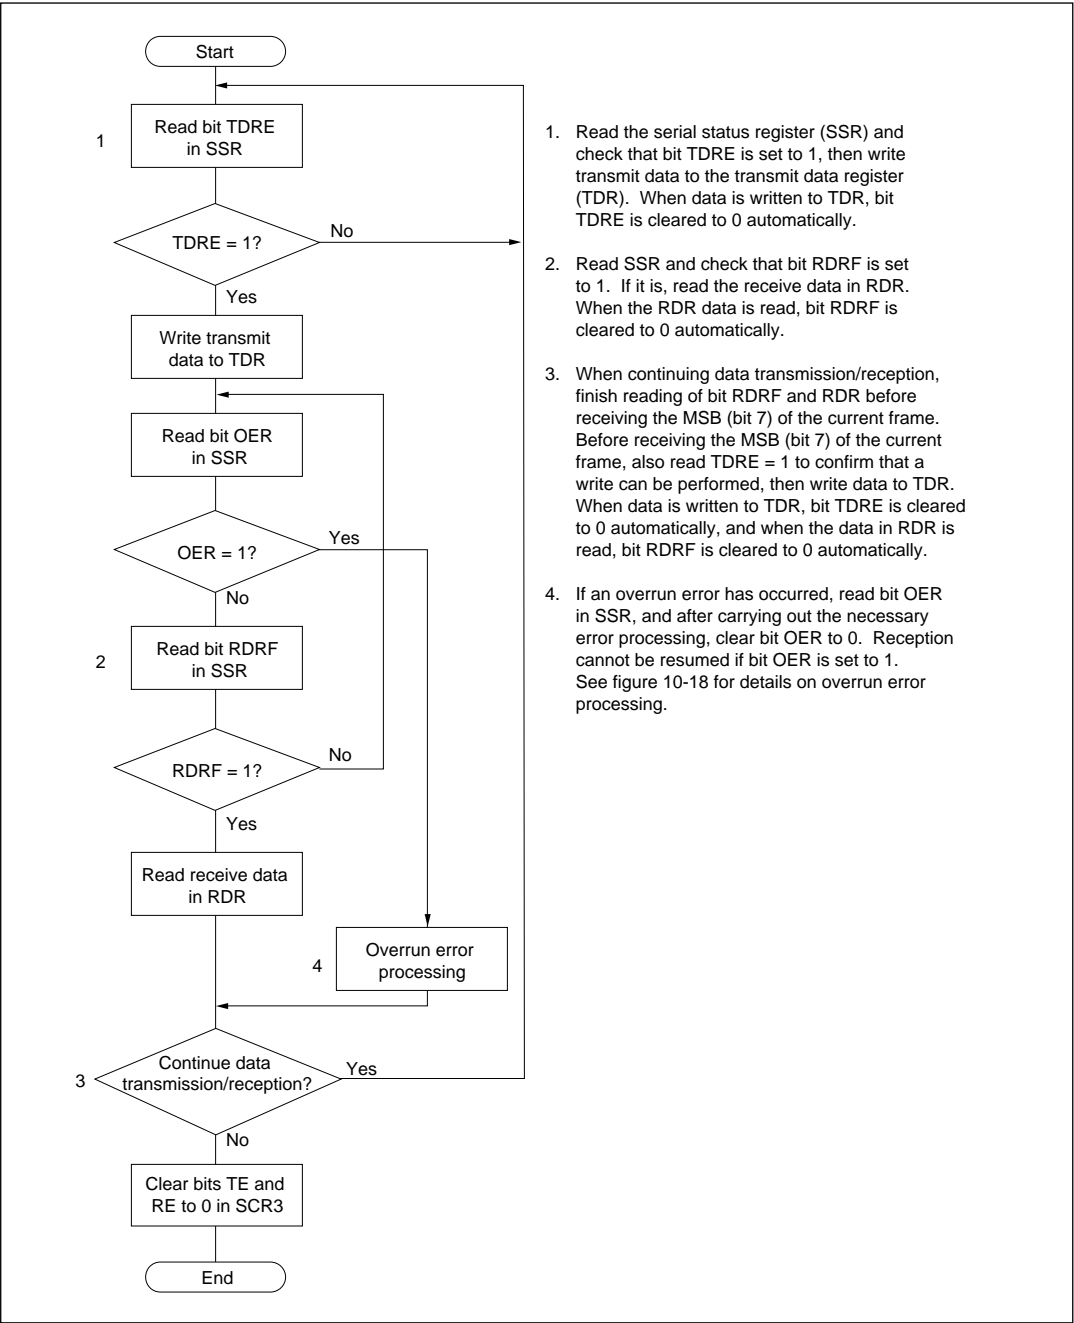 Start
1
Read bit TDRE
in SSR
TDRE = 1?
No
Yes
Write transmit
data to TDR
Read bit OER
in SSR
OER = 1?
Yes
No
2
Read bit RDRF
in SSR
RDRF = 1?
No
Yes
Read receive data
in RDR
4
Overrun error
processing
3
Continue data
transmission/reception?
Yes
No
Clear bits TE and
RE to 0 in SCR3
End
1. Read the serial status register (SSR) and
check that bit TDRE is set to 1, then write
transmit data to the transmit data register
(TDR). When data is written to TDR, bit
TDRE is cleared to 0 automatically.
2. Read SSR and check that bit RDRF is set
to 1. If it is, read the receive data in RDR.
When the RDR data is read, bit RDRF is
cleared to 0 automatically.
3. When continuing data transmission/reception,
finish reading of bit RDRF and RDR before
receiving the MSB (bit 7) of the current frame.
Before receiving the MSB (bit 7) of the current
frame, also read TDRE = 1 to confirm that a
write can be performed, then write data to TDR.
When data is written to TDR, bit TDRE is cleared
to 0 automatically, and when the data in RDR is
read, bit RDRF is cleared to 0 automatically.
4. If an overrun error has occurred, read bit OER
in SSR, and after carrying out the necessary
error processing, clear bit OER to 0. Reception
cannot be resumed if bit OER is set to 1.
See figure 10-18 for details on overrun error
processing.